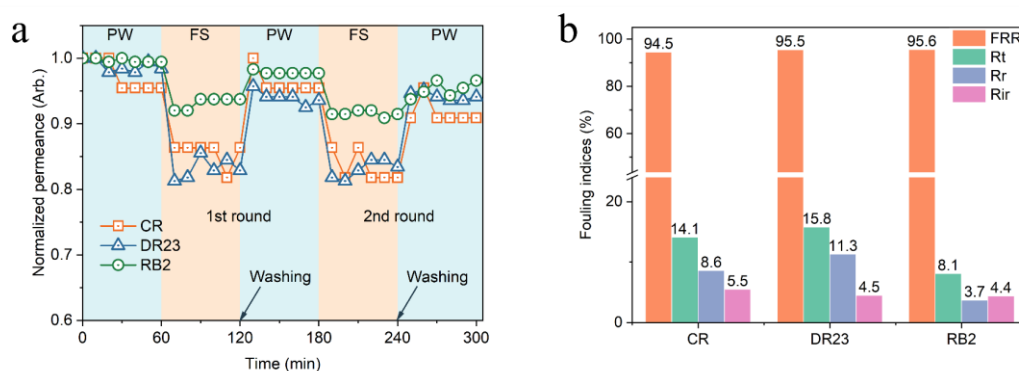 a
PW FS PW FS PW
Normalized permeance (Arb.)
1.0
0.9
0.8
0.7
0.6
1st round
2nd round
CR
DR23
RB2
Washing
Washing
0 60 120 180 240 300
Time (min)
b
Fouling indices (%)
100
80
20
0
FRR
Rt
Rr
Rir
94.5
95.5
95.6
14.1
8.6
5.5
15.8
11.3
4.5
8.1
3.7
4.4
CR DR23 RB2